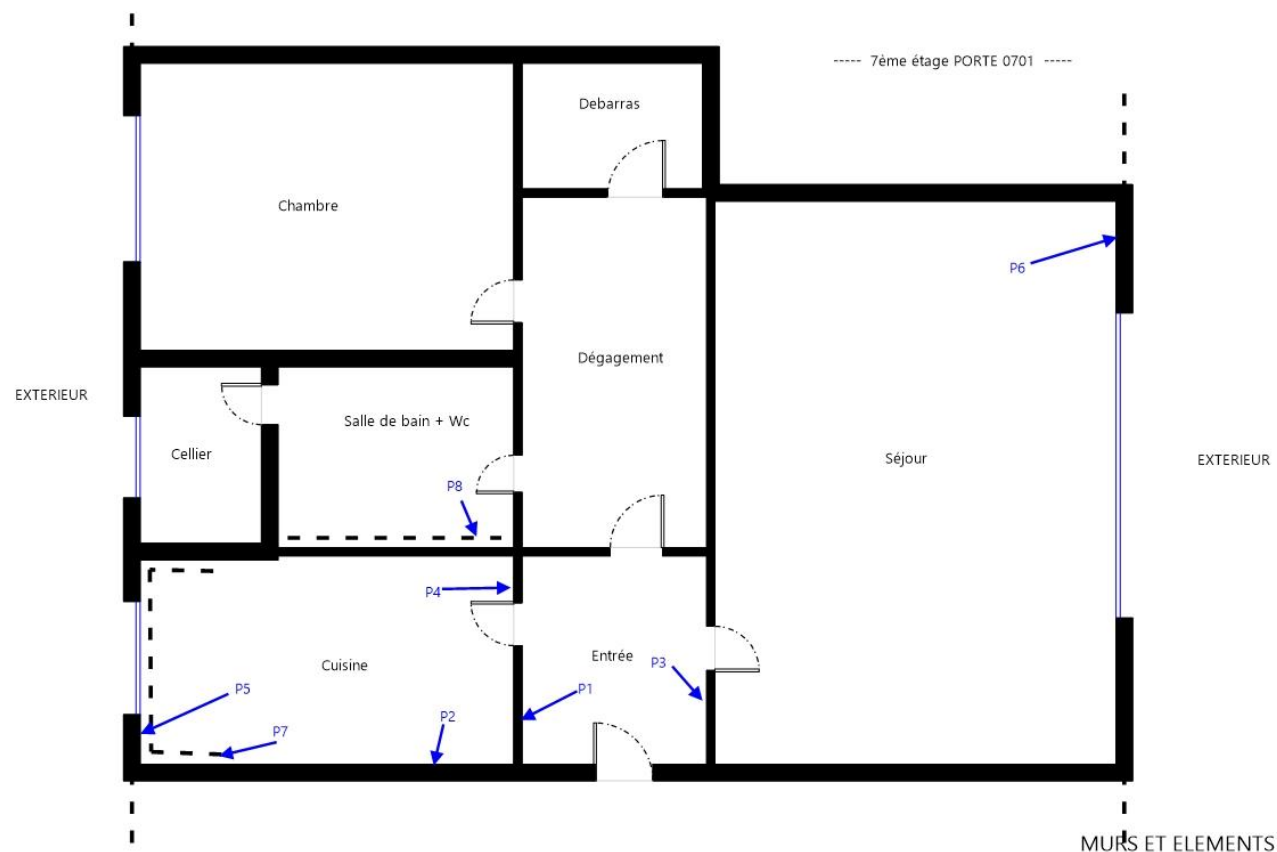 ----- 7ème étage PORTE 0701 -----
Debarras
Chambre
P6
Dégagement
EXTERIEUR
Salle de bain + Wc
Cellier
Séjour
EXTERIEUR
P8
P4
Cuisine
Entrée
P3
P5
P1
P2
P7
MURS ET ELEMENTS